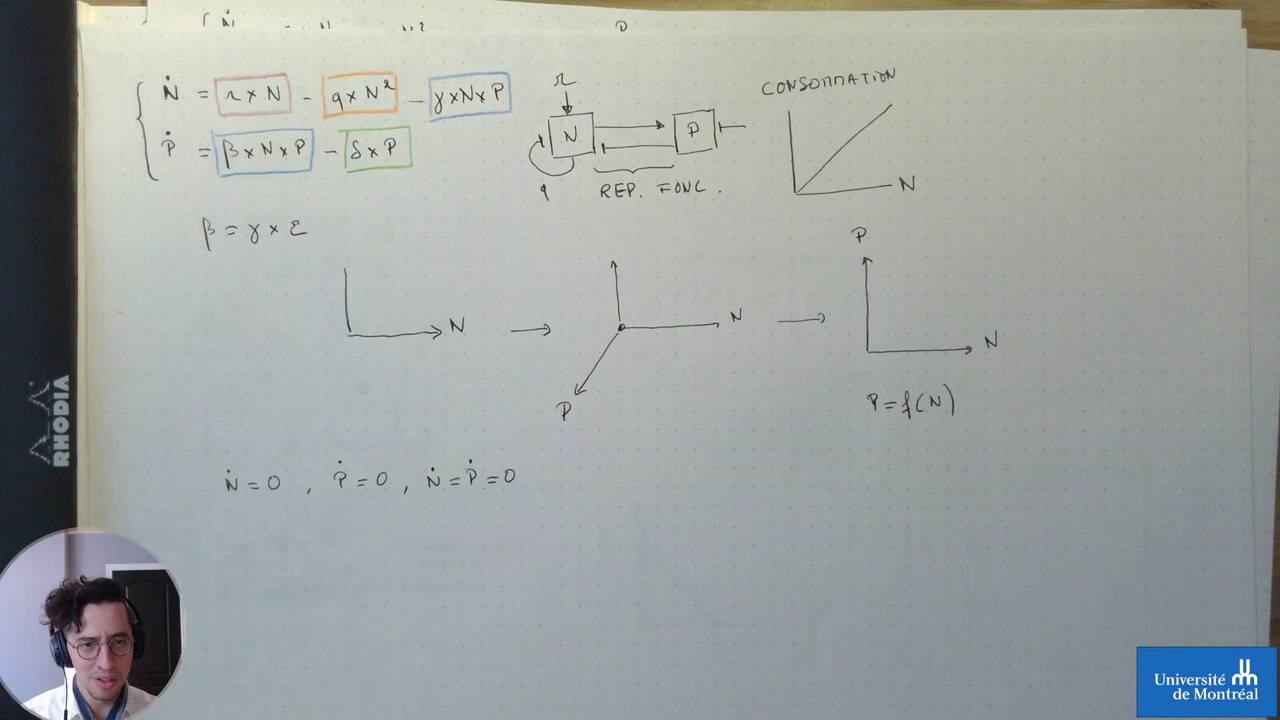 Ṅ = r × N - q × N² - γ × N × P
Ṗ = β × N × P - δ × P
β = γ × ε
r
N
P
q
REP. FONC.
CONSOMMATION
N
N
→
N
P
→
P
N
P = f(N)
Ṅ = 0 , Ṗ = 0 , Ṅ = Ṗ = 0
RHODIA
Université
de Montréal